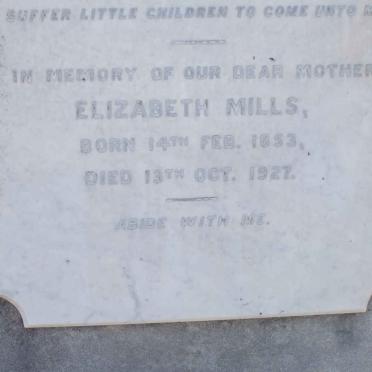 SUFFER LITTLE CHILDREN TO COME UNTO
IN MEMORY OF OUR DEAR MOTHER
ELIZABETH MILLS,
BORN 14TH FEB. 1853,
DIED 13TH OCT. 1927.
ABIDE WITH ME.